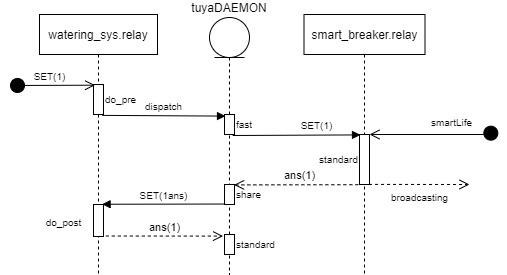 tuyaDAEMON
watering_sys.relay
smart_breaker.relay
SET(1)
do_pre
dispatch
fast
SET(1)
smartLife
standard
ans(1)
share
SET(1ans)
broadcasting
do_post
ans(1)
standard